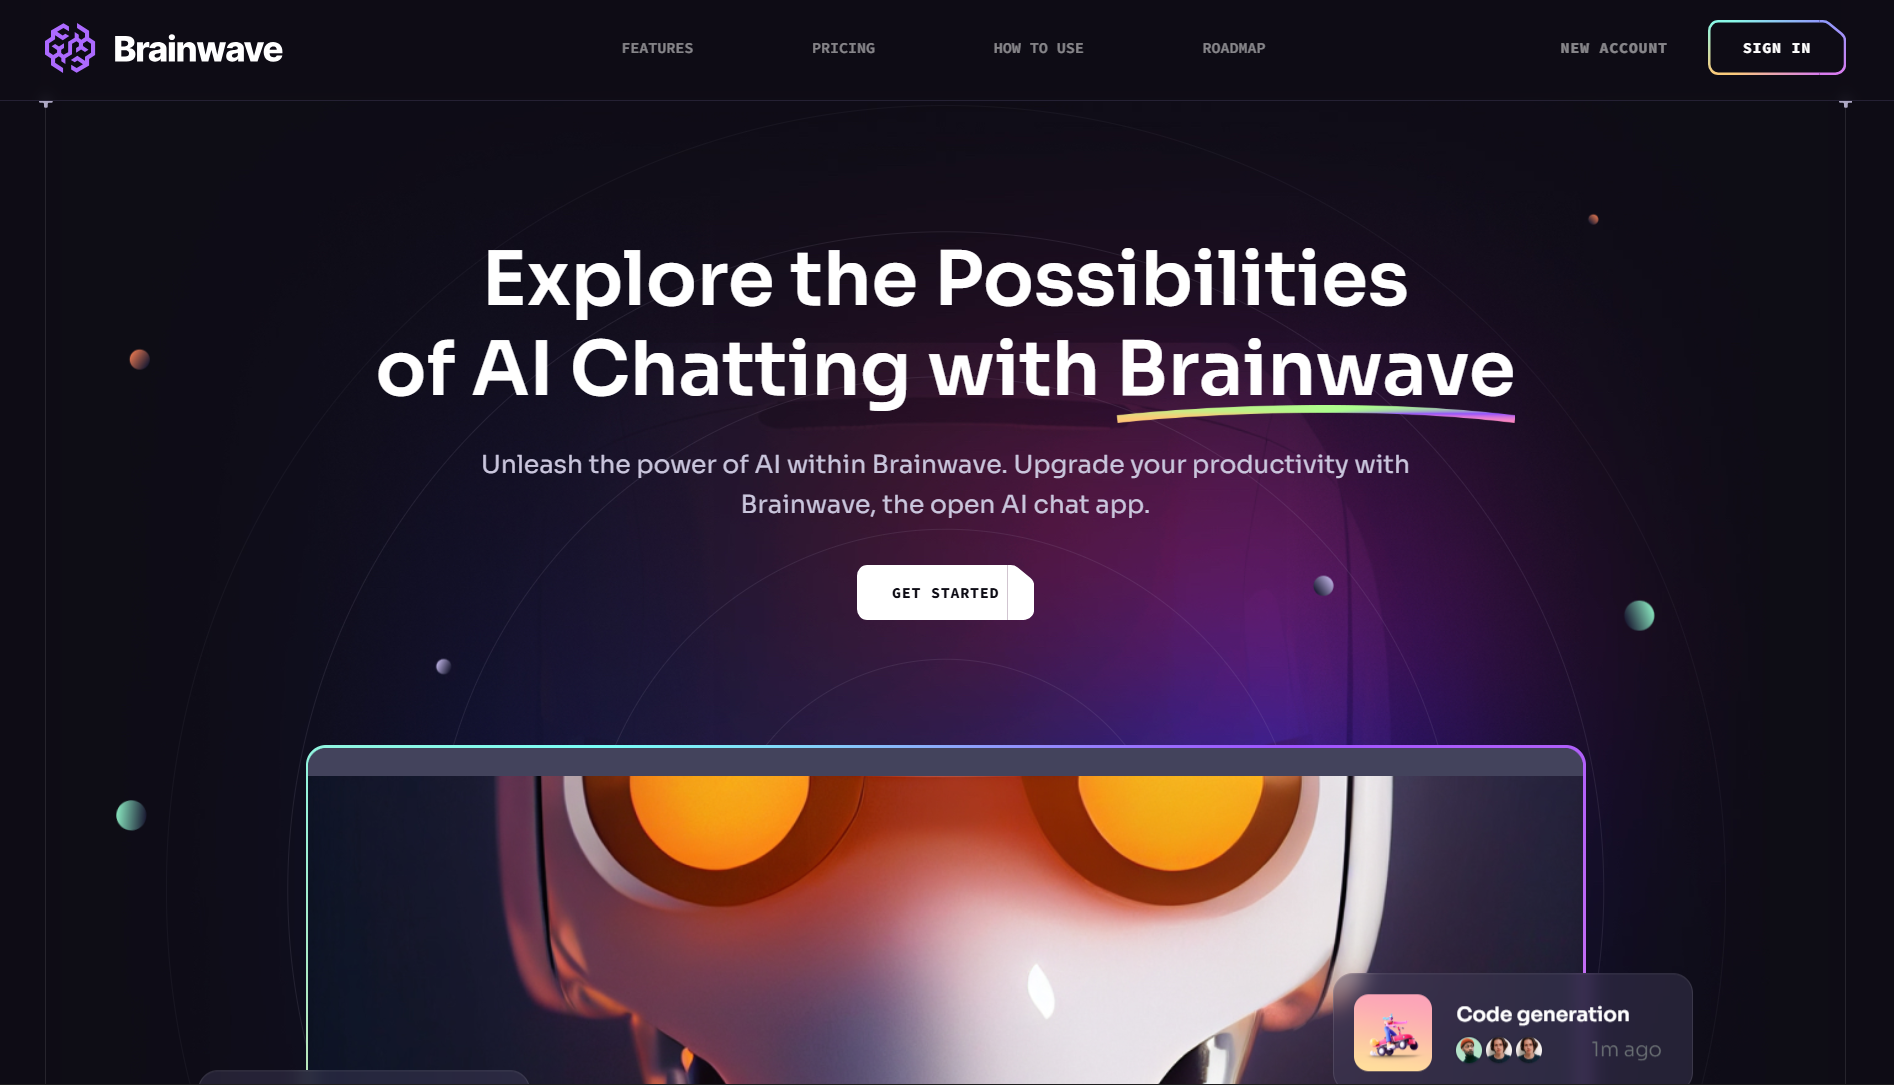 Brainwave
FEATURES
PRICING
HOW TO USE
ROADMAP
NEW ACCOUNT
SIGN IN
Explore the Possibilities
of AI Chatting with Brainwave
Unleash the power of AI within Brainwave. Upgrade your productivity with
Brainwave, the open AI chat app.
GET STARTED
Code generation
1m ago